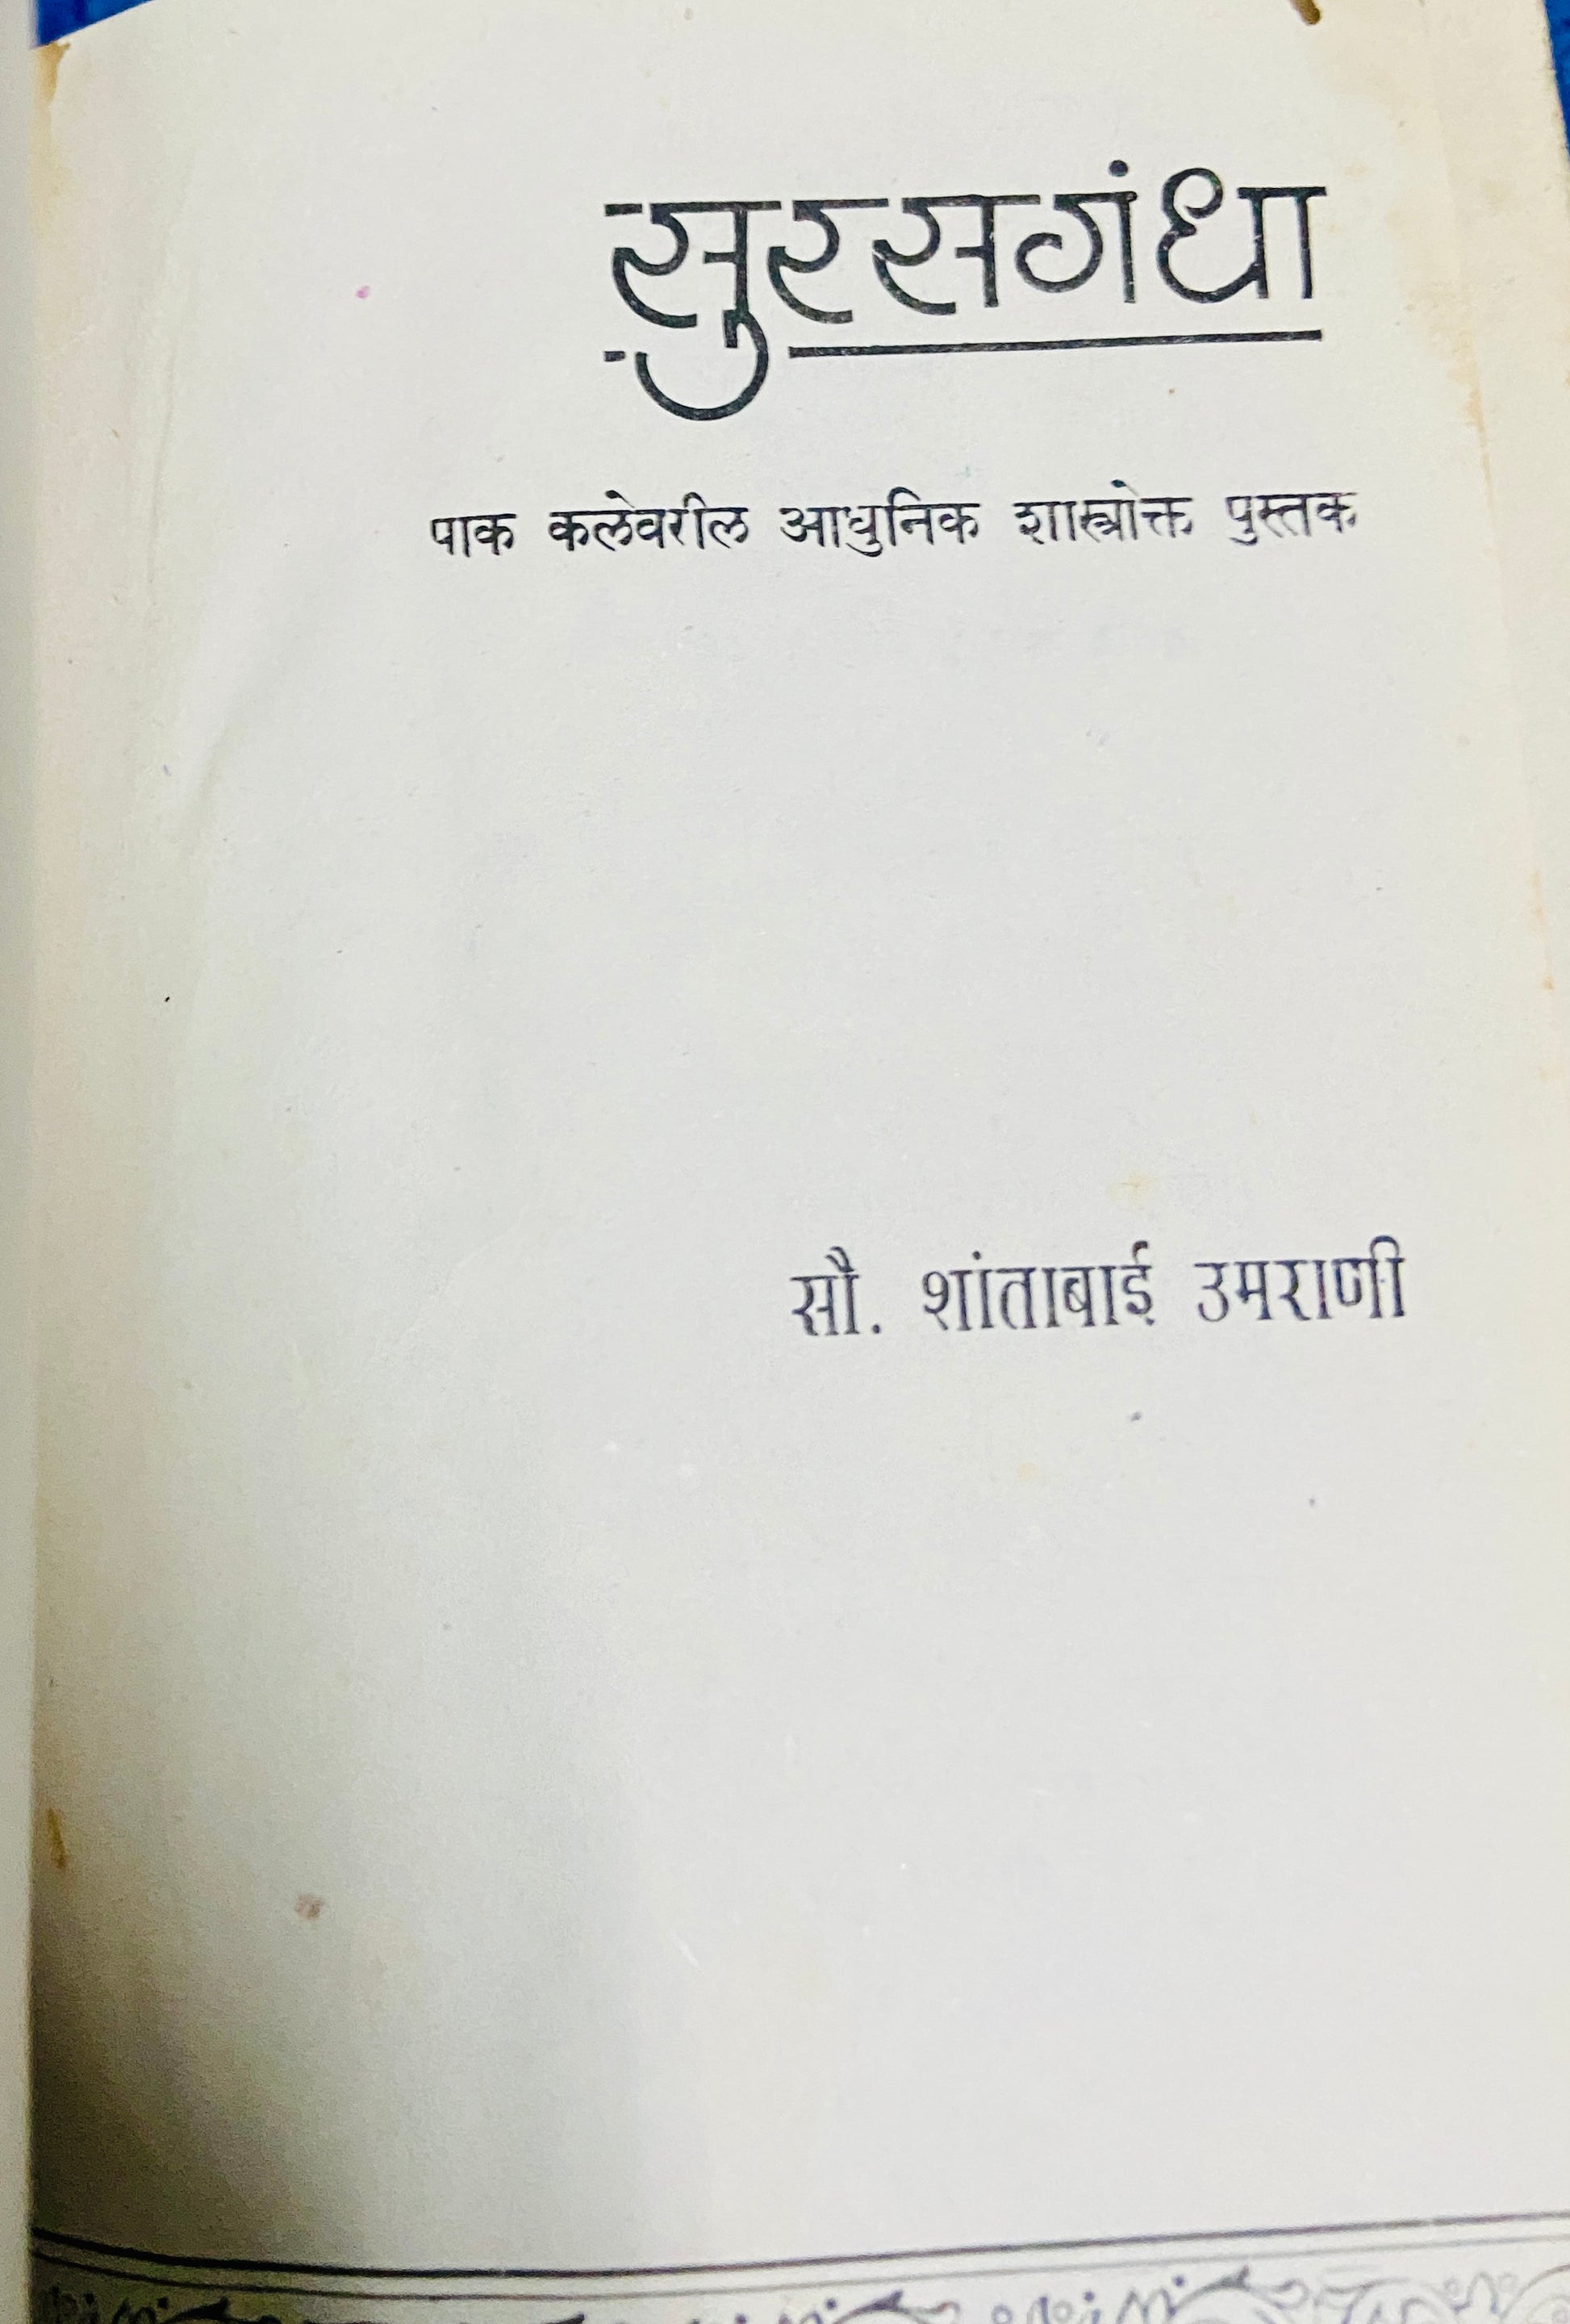 सुरसगंधा
पाक कलेवरील आधुनिक शास्त्रोक्त पुस्तक
सौ. शांताबाई उमराणी